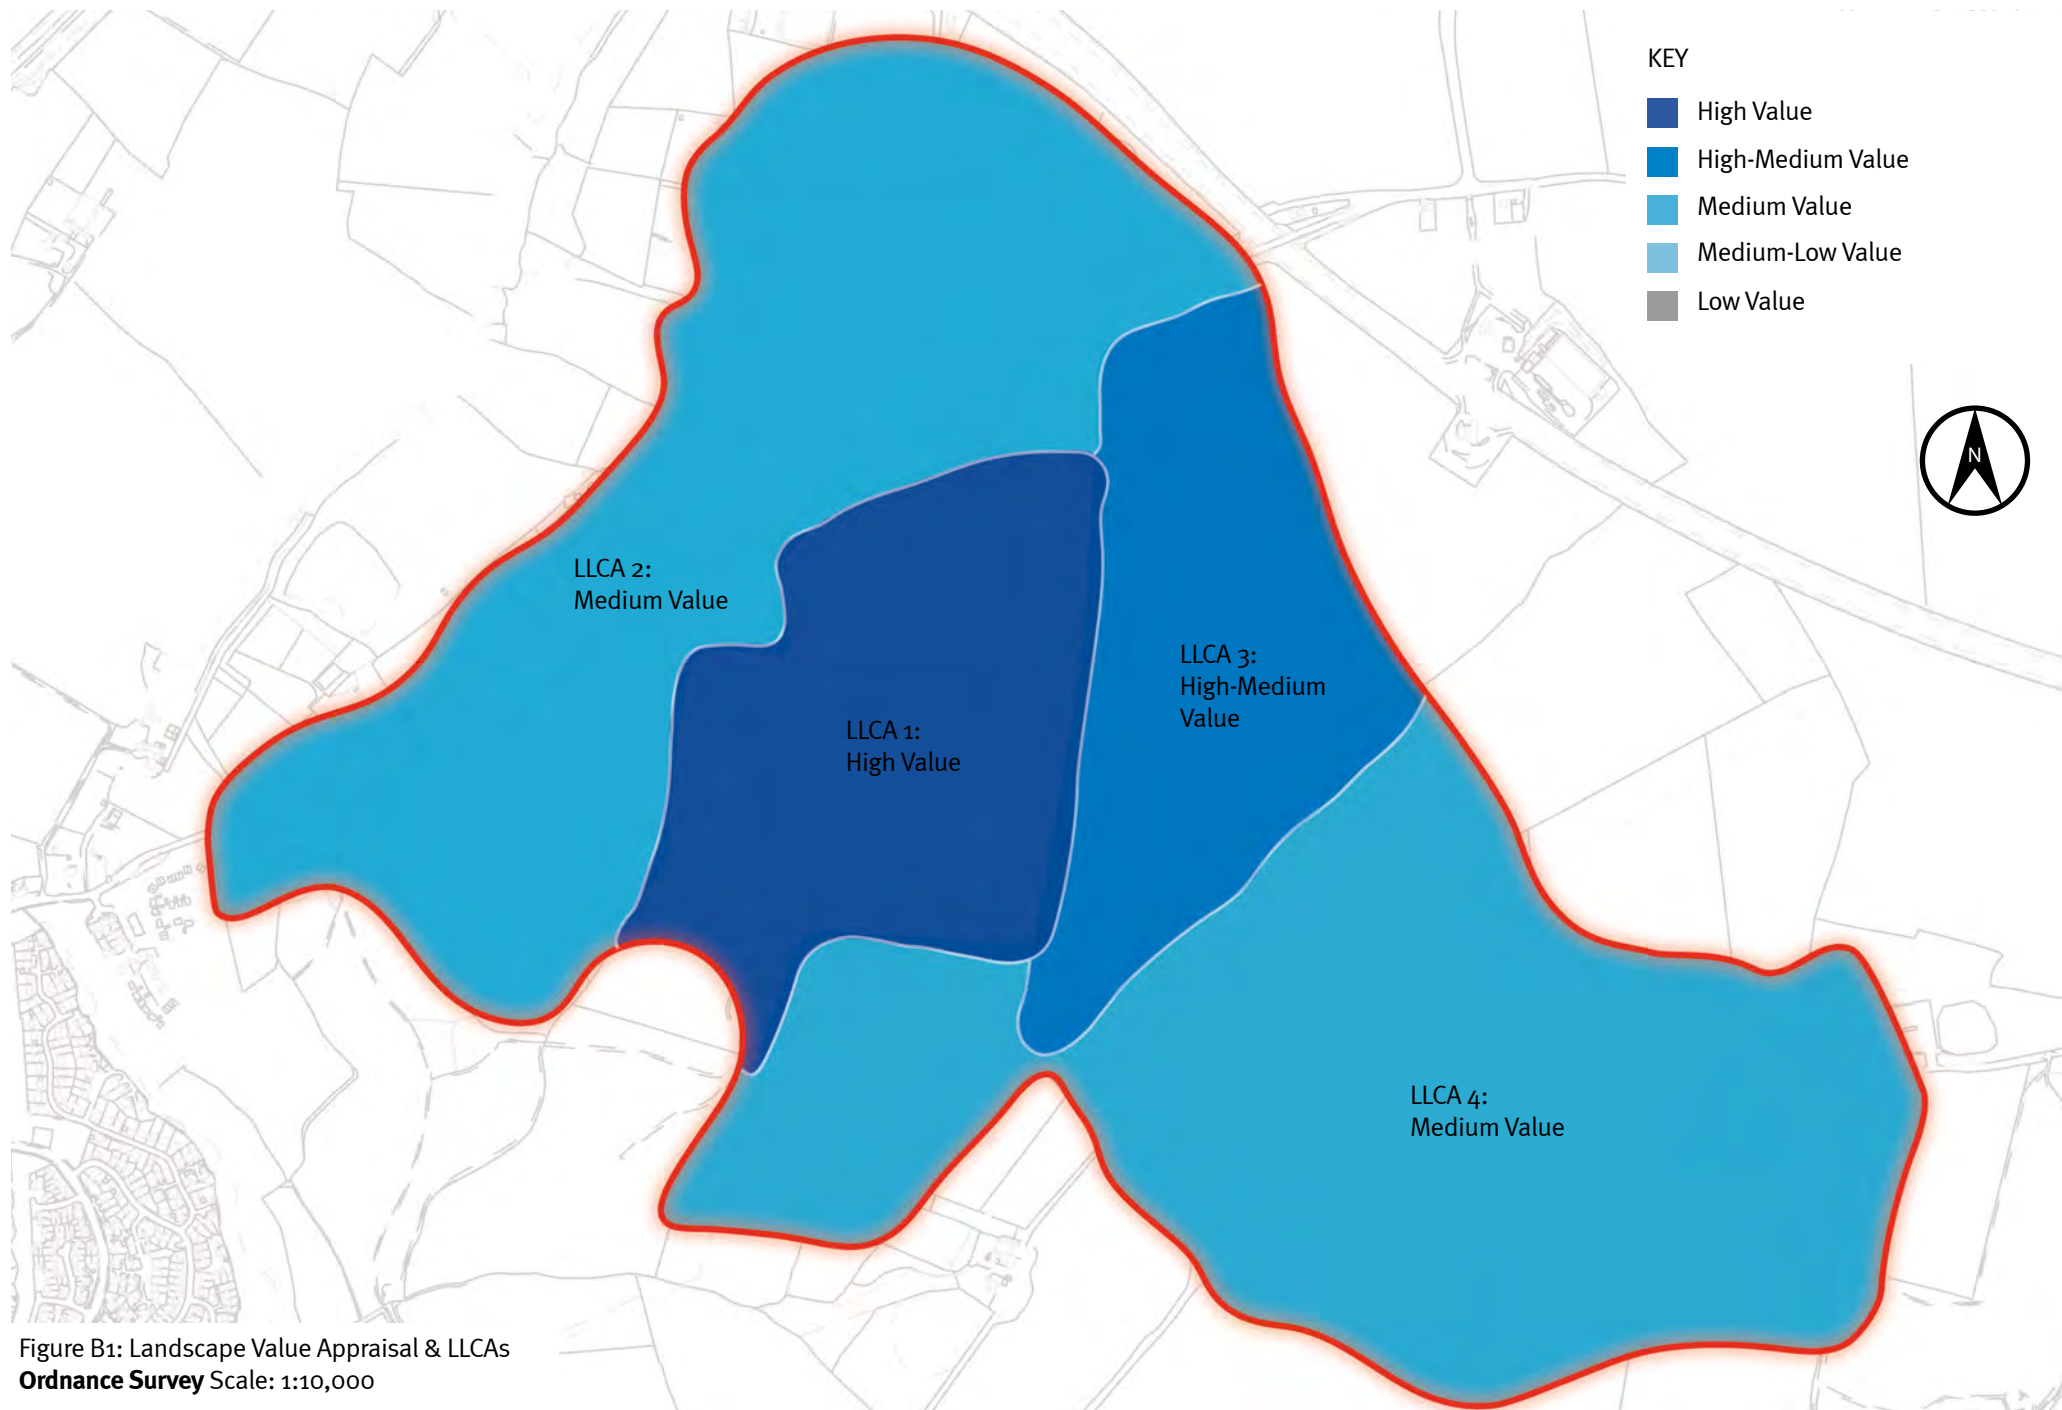 KEY
High Value
High-Medium Value
Medium Value
Medium-Low Value
Low Value
N
LLCA 2:
Medium Value
LLCA 3:
High-Medium
Value
LLCA 1:
High Value
LLCA 4:
Medium Value
Figure B1: Landscape Value Appraisal & LLCAs
Ordnance Survey Scale: 1:10,000